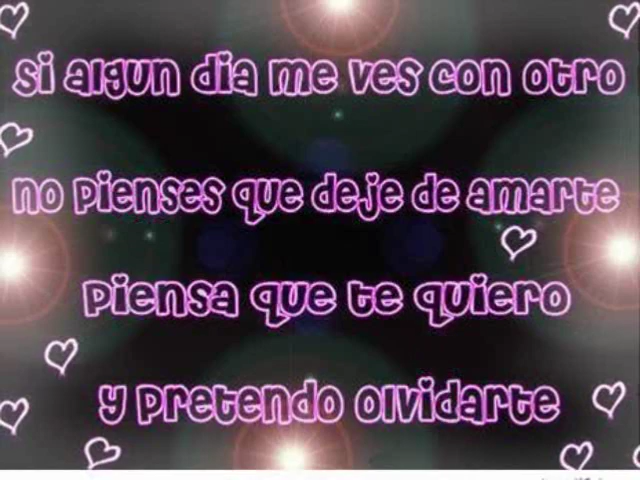 si algun dia me ves con otro
no pienses que deje de amarte
piensa que te quiero
y pretendo olvidarte